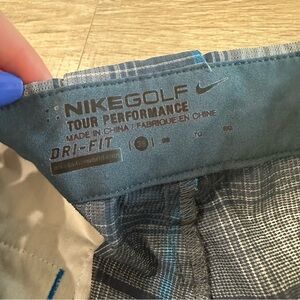 NIKEGOLF
TOUR PERFORMANCE
MADE IN CHINA / FABRIQUÉ EN CHINE
DRI-FIT